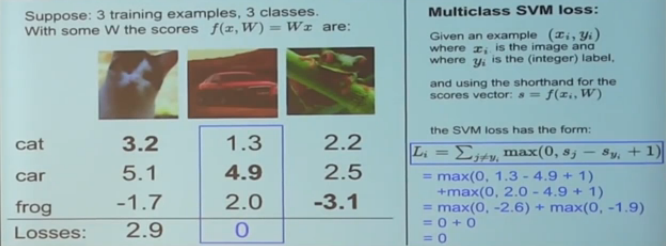 Suppose: 3 training examples, 3 classes.
With some W the scores f(x, W) = Wx are:
cat 3.2 1.3 2.2
car 5.1 4.9 2.5
frog -1.7 2.0 -3.1
Losses: 2.9 0
Multiclass SVM loss:
Given an example (xᵢ, yᵢ)
where xᵢ is the image and
where yᵢ is the (integer) label,
and using the shorthand for the
scores vector: s = f(xᵢ, W)
the SVM loss has the form:
Lᵢ = ∑ⱼ≠yᵢ max(0, sⱼ − syᵢ + 1)
= max(0, 1.3 - 4.9 + 1)
+max(0, 2.0 - 4.9 + 1)
= max(0, -2.6) + max(0, -1.9)
= 0 + 0
= 0